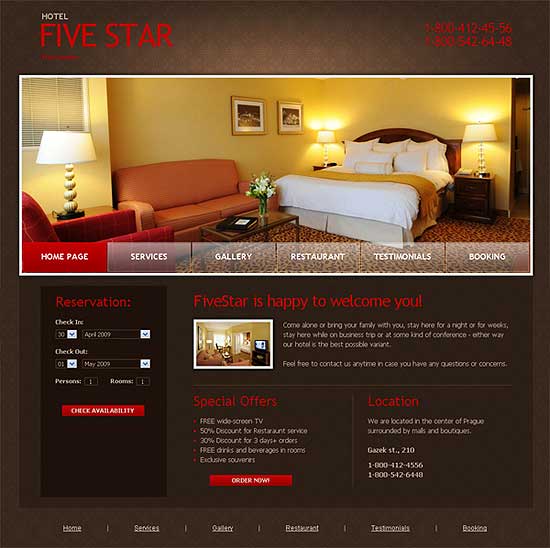 HOTEL
FIVE STAR
1-800-412-45-56
1-800-542-64-48
HOME PAGE
SERVICES
GALLERY
RESTAURANT
TESTIMONIALS
BOOKING
Reservation:
Check In:
30 April 2009
Check Out:
01 May 2009
Persons: 1 Rooms: 1
CHECK AVAILABILITY
FiveStar is happy to welcome you!
Come alone or bring your family with you, stay here for a night or for weeks,
stay here while on business trip or at some kind of conference - either way
our hotel is the best possible variant.
Feel free to contact us anytime in case you have any questions or concerns.
Special Offers
FREE wide-screen TV
50% Discount for Restaraunt service
30% Discount for 3 days+ orders
FREE drinks and beverages in rooms
Exclusive souvenirs
ORDER NOW!
Location
We are located in the center of Prague
surrounded by malls and boutiques.
Gazek st., 210
1-800-412-4556
1-800-542-6448
Home | Services | Gallery | Restaurant | Testimonials | Booking